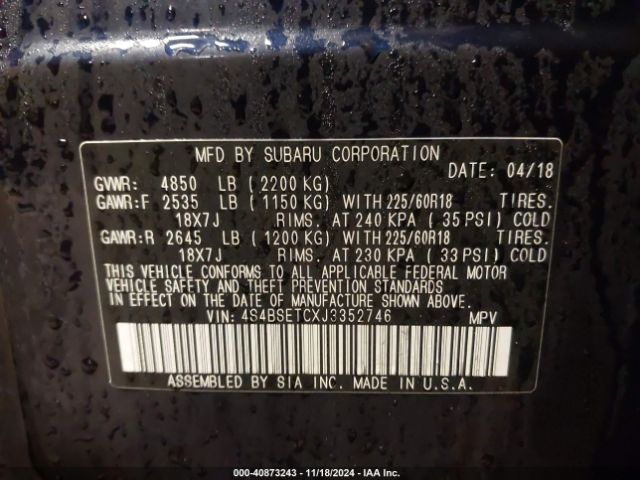 MFD BY SUBARU CORPORATION
DATE: 04/18
GVWR: 4850 LB (2200 KG)
GAWR:F 2535 LB (1150 KG) WITH 225/60R18 TIRES.
18X7J RIMS. AT 240 KPA (35 PSI) COLD
GAWR:R 2645 LB (1200 KG) WITH 225/60R18 TIRES.
18X7J RIMS. AT 230 KPA (33 PSI) COLD
THIS VEHICLE CONFORMS TO ALL APPLICABLE FEDERAL MOTOR
VEHICLE SAFETY AND THEFT PREVENTION STANDARDS
IN EFFECT ON THE DATE OF MANUFACTURE SHOWN ABOVE.
VIN: 4S4BSETCXJ3352746 MPV
ASSEMBLED BY SIA INC. MADE IN U.S.A.
000-40873243 - 11/18/2024 - IAA Inc.